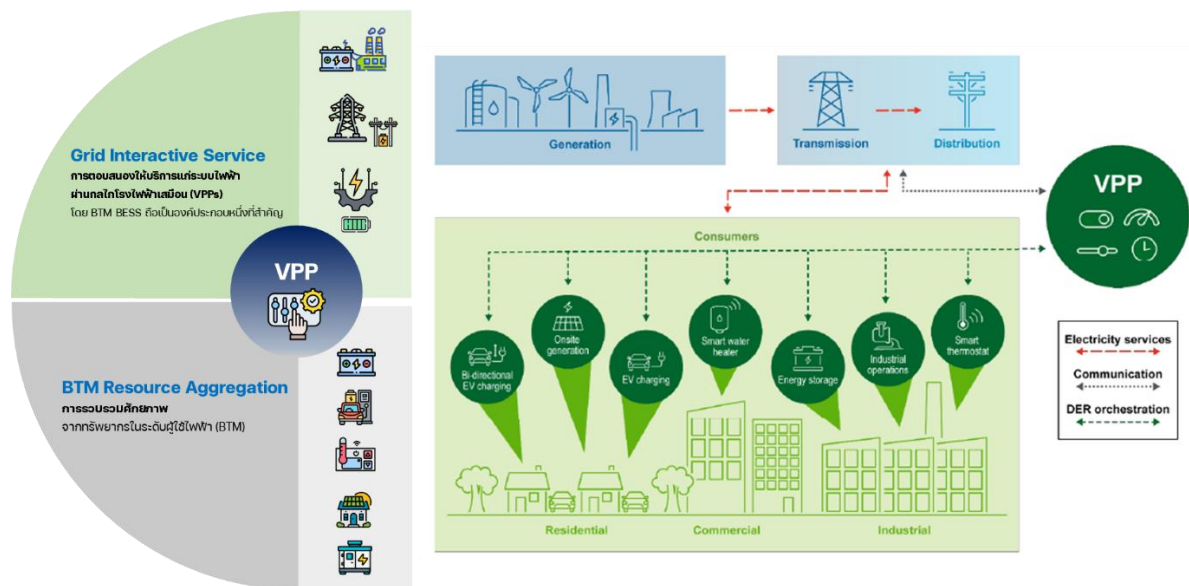 Grid Interactive Service
การตอบสนองให้บริการแก่ระบบไฟฟ้า
ผ่านกลไกโรงไฟฟ้าเสมือน (VPPs)
โดย BTM BESS ถือเป็นองค์ประกอบหนึ่งที่สำคัญ
VPP
BTM Resource Aggregation
การรวบรวมศักยภาพ
จากทรัพยากรในระดับผู้ใช้ไฟฟ้า (BTM)
Generation
Transmission
Distribution
VPP
Consumers
Bi-directional
EV charging
Onsite
generation
EV charging
Smart water
heater
Energy storage
Industrial
operations
Smart
thermostat
Residential
Commercial
Industrial
Electricity services
Communication
DER orchestration